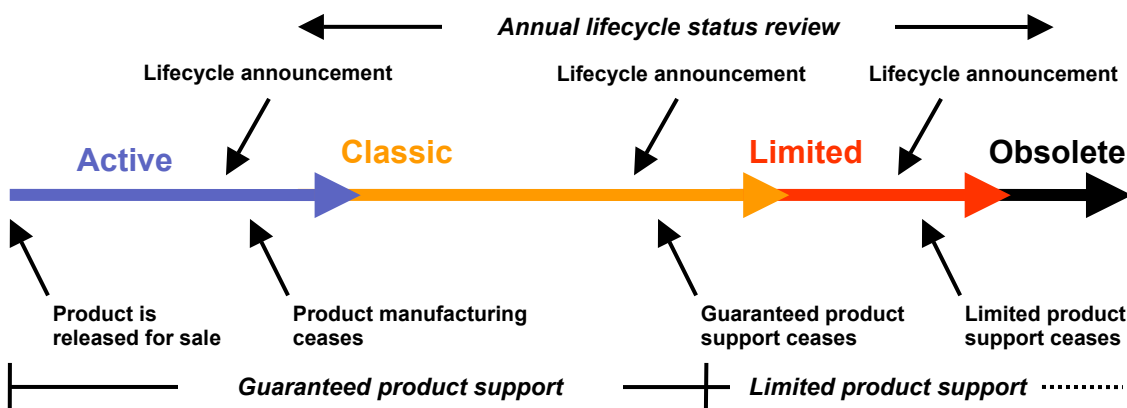 Annual lifecycle status review
Lifecycle announcement
Lifecycle announcement
Lifecycle announcement
Active
Classic
Limited
Obsolete
Product is
released for sale
Product manufacturing
ceases
Guaranteed product
support ceases
Limited product
support ceases
Guaranteed product support
Limited product support